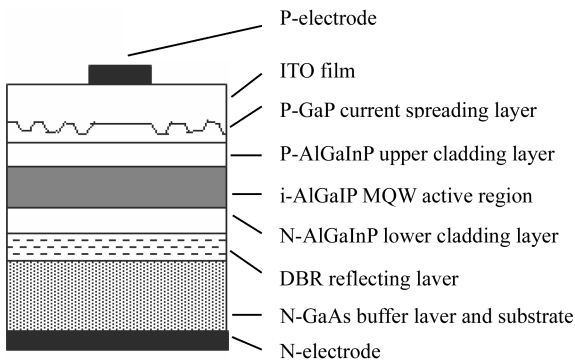 P-electrode
ITO film
P-GaP current spreading layer
P-AlGaInP upper cladding layer
i-AlGaIP MQW active region
N-AlGaInP lower cladding layer
DBR reflecting laver
N-GaAs buffer laver and substrate
N-electrode